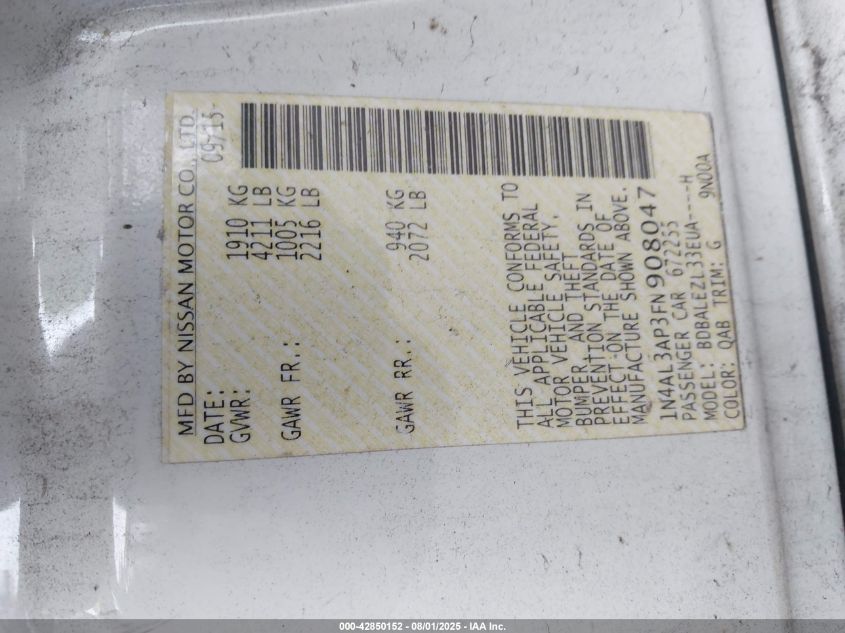 MFD BY NISSAN MOTOR CO., LTD.
DATE: 09/15
GVWR: 1910 KG
4211 LB
GAWR FR.: 1005 KG
2216 LB
GAWR RR.: 940 KG
2072 LB
THIS VEHICLE CONFORMS TO
ALL APPLICABLE FEDERAL
MOTOR VEHICLE SAFETY,
BUMPER, AND THEFT
PREVENTION STANDARDS IN
EFFECT ON THE DATE OF
MANUFACTURE SHOWN ABOVE.
1N4AL3AP3FN908047
PASSENGER CAR 672255
MODEL: BDBALEZL33EUA----H
COLOR: QAB TRIM: G 9N00A
000-42850152 - 08/01/2025 - IAA Inc.